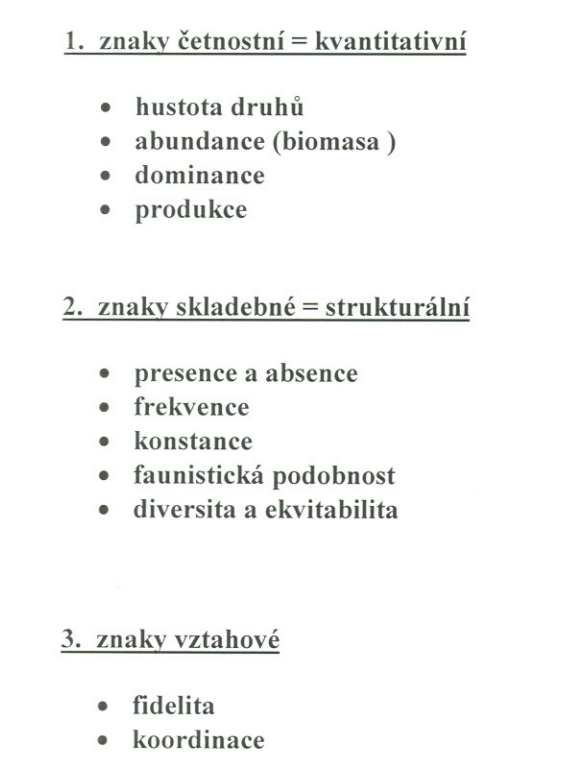 1. znaky četnostní = kvantitativní
• hustota druhů
• abundance (biomasa )
• dominance
• produkce
2. znaky skladebné = strukturální
• presence a absence
• frekvence
• konstance
• faunistická podobnost
• diversita a ekvitabilita
3. znaky vztahové
• fidelita
• koordinace